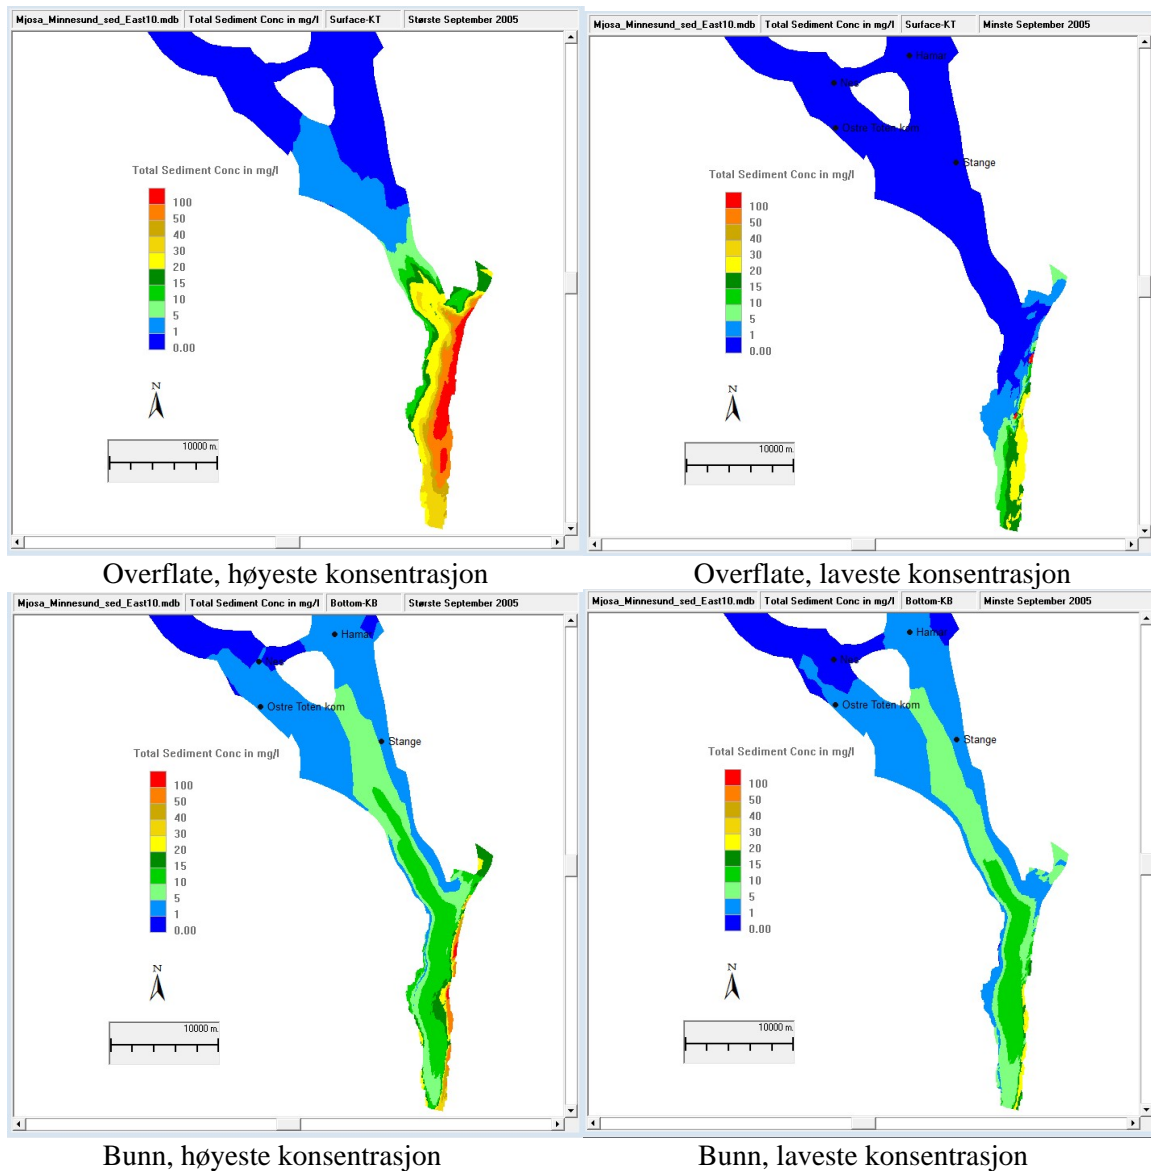 Mjosa_Minnesund_sed_East10.mdb Total Sediment Conc in mg/l Surface-KT Største September 2005
Total Sediment Conc in mg/l
100
50
40
30
20
15
10
5
1
0.00
N
10000 m.
Overflate, høyeste konsentrasjon
Mjosa_Minnesund_sed_East10.mdb Total Sediment Conc in mg/l Surface-KT Minste September 2005
Hamar
Nes
Ostre Toten kom
Stange
Total Sediment Conc in mg/l
100
50
40
30
20
15
10
5
1
0.00
N
10000 m.
Overflate, laveste konsentrasjon
Mjosa_Minnesund_sed_East10.mdb Total Sediment Conc in mg/l Bottom-KB Største September 2005
Hamar
Nes
Ostre Toten kom
Stange
Total Sediment Conc in mg/l
100
50
40
30
20
15
10
5
1
0.00
N
10000 m.
Bunn, høyeste konsentrasjon
Mjosa_Minnesund_sed_East10.mdb Total Sediment Conc in mg/l Bottom-KB Minste September 2005
Hamar
Nes
Ostre Toten kom
Stange
Total Sediment Conc in mg/l
100
50
40
30
20
15
10
5
1
0.00
N
10000 m.
Bunn, laveste konsentrasjon